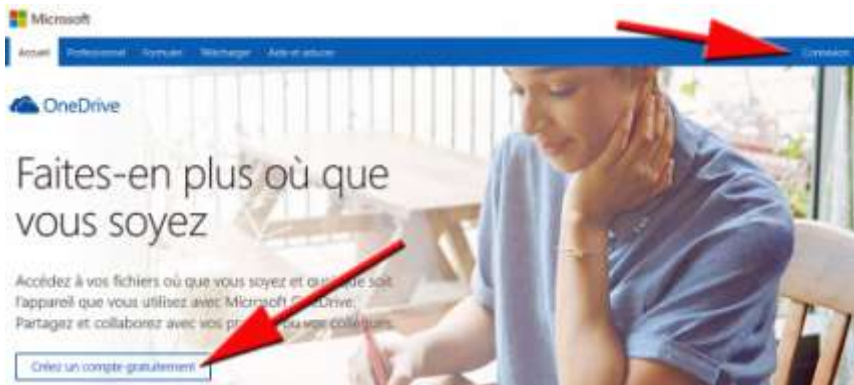 Microsoft
Accueil Professionnel Formules Télécharger Aide et astuces Connexion
OneDrive
Faites-en plus où que
vous soyez
Accédez à vos fichiers où que vous soyez et quel que soit
l'appareil que vous utilisez avec Microsoft OneDrive.
Partagez et collaborez avec vos proches ou vos collègues.
Créez un compte gratuitement